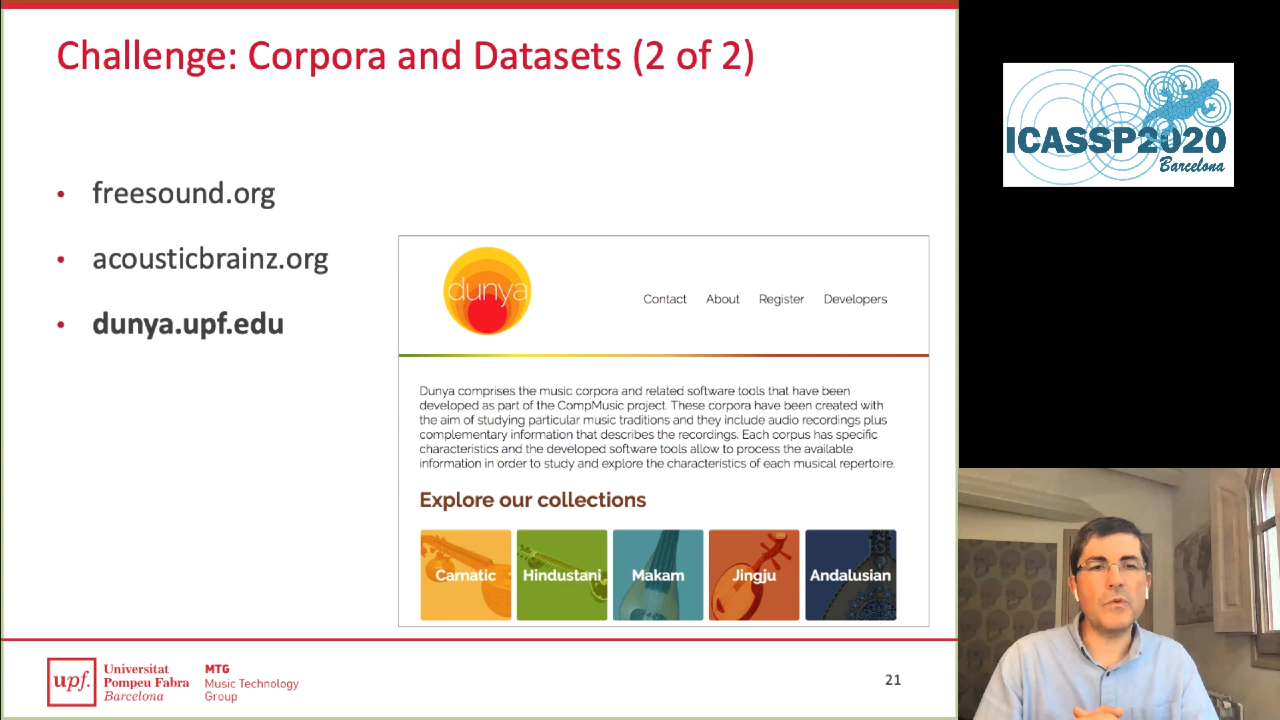 Challenge: Corpora and Datasets (2 of 2)
• freesound.org
• acousticbrainz.org
• dunya.upf.edu
dunya
Contact About Register Developers
Dunya comprises the music corpora and related software tools that have been
developed as part of the CompMusic project. These corpora have been created with
the aim of studying particular music traditions and they include audio recordings plus
complementary information that describes the recordings. Each corpus has specific
characteristics and the developed software tools allow to process the available
information in order to study and explore the characteristics of each musical repertoire.
Explore our collections
Carnatic Hindustani Makam Jingju Andalusian
upf. Universitat
Pompeu Fabra
Barcelona
MTG
Music Technology
Group
21
ICASSP2020
Barcelona